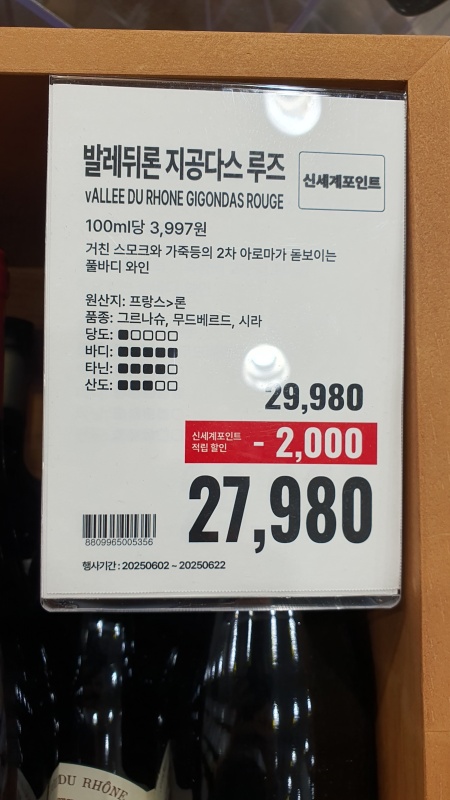 발레뒤론 지공다스 루즈
vALLEE DU RHONE GIGONDAS ROUGE
신세계포인트
100ml당 3,997원
거친 스모크와 가죽등의 2차 아로마가 돋보이는
풀바디 와인
원산지: 프랑스>론
품종: 그르나슈, 무드베르드, 시라
당도: ■□□□□
바디: ■■■■■
타닌: ■■■■□
산도: ■■■□□
29,980
신세계포인트
적립 할인
- 2,000
27,980
8809965005356
행사기간 : 20250602 ~ 20250622
DU RHÔNE